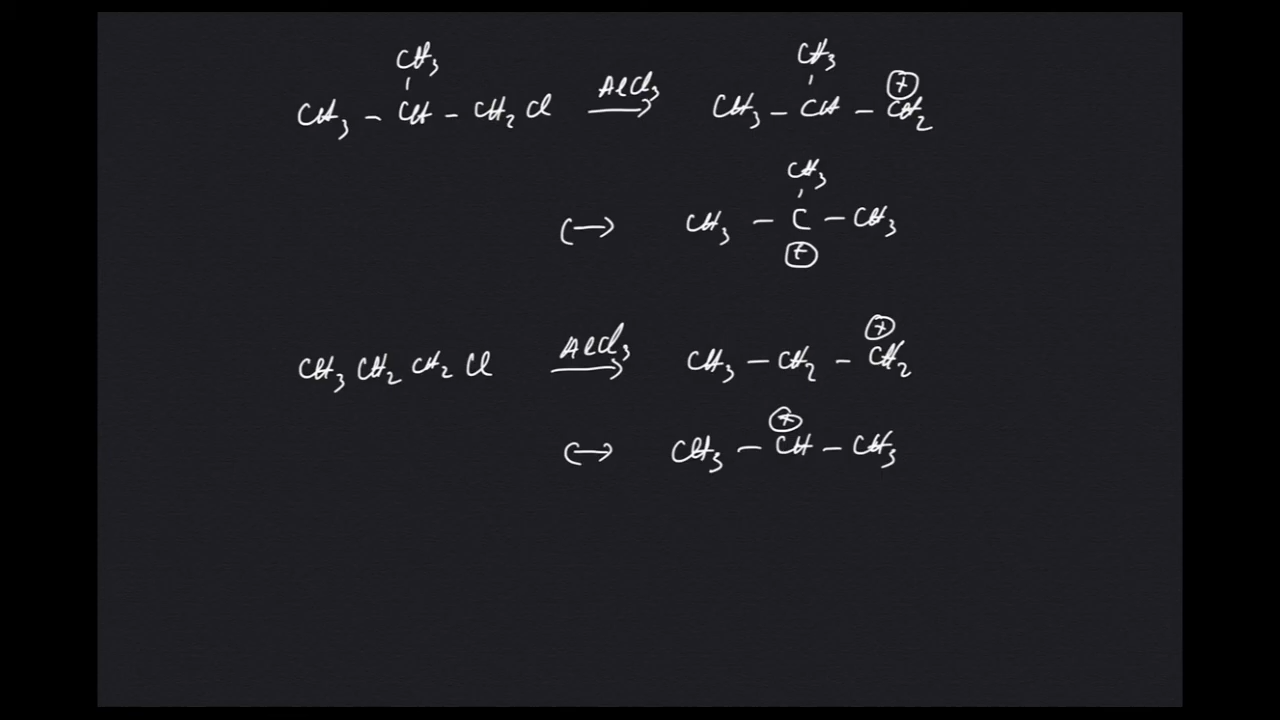 CH3 CH3
CH3 - CH - CH2 Cl AlCl3 → CH3 - CH - CH2 ⊕
CH3
↔ CH3 - C - CH3
⊕
CH3 CH2 CH2 Cl AlCl3 → CH3 - CH2 - CH2 ⊕
⊕
↔ CH3 - CH - CH3